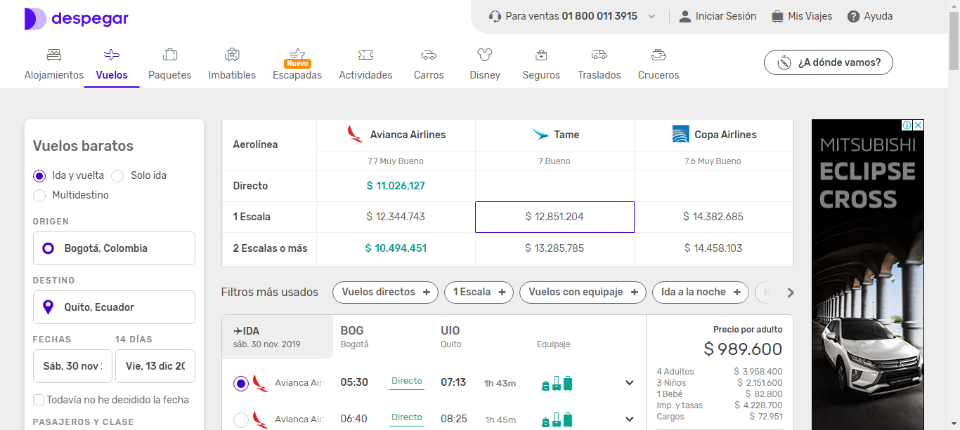 despegar
Para ventas 01 800 011 3915
Iniciar Sesión
Mis Viajes
Ayuda
Alojamientos
Vuelos
Paquetes
Imbatibles
Nuevo
Escapadas
Actividades
Carros
Disney
Seguros
Traslados
Cruceros
¿A dónde vamos?
Vuelos baratos
Ida y vuelta
Solo ida
Multidestino
ORIGEN
Bogotá, Colombia
DESTINO
Quito, Ecuador
FECHAS
14 DÍAS
Sáb, 30 nov
Vie, 13 dic
Todavía no he decidido la fecha
PASAJEROS Y CLASE
Aerolínea
Avianca Airlines
Tame
Copa Airlines
7.7 Muy Bueno
7 Bueno
7.6 Muy Bueno
Directo
$ 11.026.127
1 Escala
$ 12.344.743
$ 12.851.204
$ 14.382.685
2 Escalas o más
$ 10.494.451
$ 13.285.785
$ 14.458.103
Filtros más usados
Vuelos directos +
1 Escala +
Vuelos con equipaje +
Ida a la noche +
IDA
sáb. 30 nov. 2019
BOG
Bogotá
UIO
Quito
Equipaje
Avianca Air
05:30
Directo
07:13
1h 43m
Avianca Air
06:40
Directo
08:25
1h 45m
Precio por adulto
$ 989.600
4 Adultos $ 3.958.400
3 Niños $ 2.151.600
1 Bebé $ 82.800
Imp. y tasas $ 4.228.700
Cargos $ 72.951
MITSUBISHI
ECLIPSE
CROSS